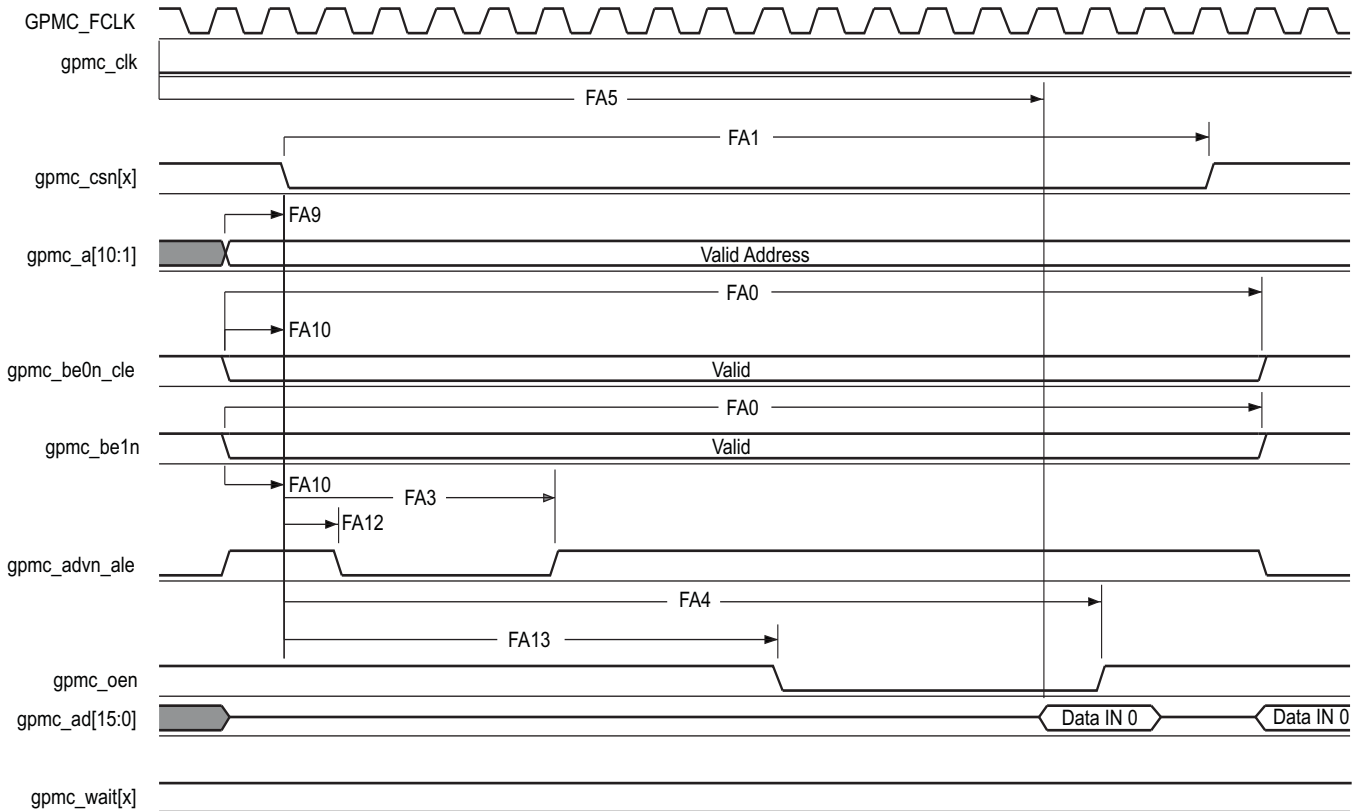 GPMC_FCLK
gpmc_clk
FA5
FA1
gpmc_csn[x]
FA9
gpmc_a[10:1]
Valid Address
FA0
FA10
gpmc_be0n_cle
Valid
FA0
gpmc_be1n
Valid
FA10
FA3
FA12
gpmc_advn_ale
FA4
FA13
gpmc_oen
gpmc_ad[15:0]
Data IN 0
Data IN 0
gpmc_wait[x]